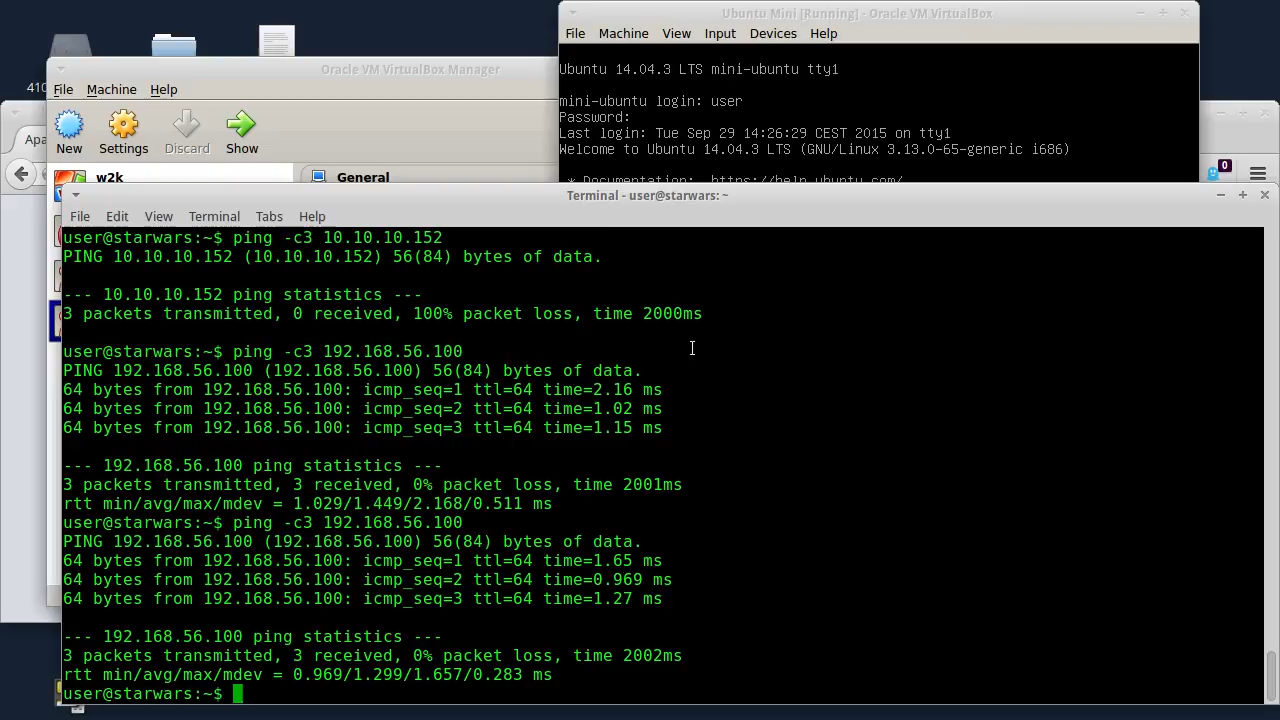 Ubuntu Mini [Running] - Oracle VM VirtualBox
File Machine View Input Devices Help
Ubuntu 14.04.3 LTS mini-ubuntu tty1
mini-ubuntu login: user
Password:
Last login: Tue Sep 29 14:26:29 CEST 2015 on tty1
Welcome to Ubuntu 14.04.3 LTS (GNU/Linux 3.13.0-65-generic i686)
* Documentation: https://help.ubuntu.com/
410
Oracle VM VirtualBox Manager
File Machine Help
Apa
New Settings Discard Show
w2k
General
0
Terminal - user@starwars: ~
File Edit View Terminal Tabs Help
user@starwars:~$ ping -c3 10.10.10.152
PING 10.10.10.152 (10.10.10.152) 56(84) bytes of data.
--- 10.10.10.152 ping statistics ---
3 packets transmitted, 0 received, 100% packet loss, time 2000ms
user@starwars:~$ ping -c3 192.168.56.100
PING 192.168.56.100 (192.168.56.100) 56(84) bytes of data.
64 bytes from 192.168.56.100: icmp_seq=1 ttl=64 time=2.16 ms
64 bytes from 192.168.56.100: icmp_seq=2 ttl=64 time=1.02 ms
64 bytes from 192.168.56.100: icmp_seq=3 ttl=64 time=1.15 ms
--- 192.168.56.100 ping statistics ---
3 packets transmitted, 3 received, 0% packet loss, time 2001ms
rtt min/avg/max/mdev = 1.029/1.449/2.168/0.511 ms
user@starwars:~$ ping -c3 192.168.56.100
PING 192.168.56.100 (192.168.56.100) 56(84) bytes of data.
64 bytes from 192.168.56.100: icmp_seq=1 ttl=64 time=1.65 ms
64 bytes from 192.168.56.100: icmp_seq=2 ttl=64 time=0.969 ms
64 bytes from 192.168.56.100: icmp_seq=3 ttl=64 time=1.27 ms
--- 192.168.56.100 ping statistics ---
3 packets transmitted, 3 received, 0% packet loss, time 2002ms
rtt min/avg/max/mdev = 0.969/1.299/1.657/0.283 ms
user@starwars:~$